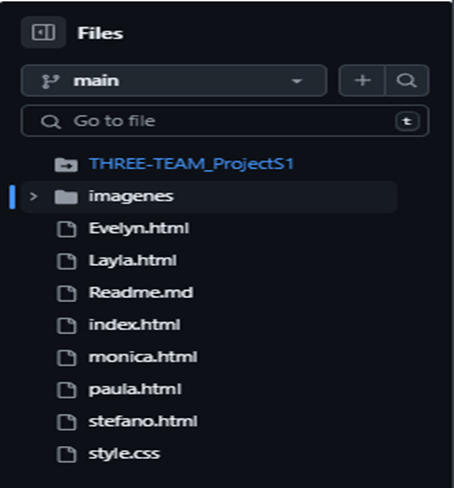 Files
main
Go to file t
THREE-TEAM_ProjectS1
imagenes
Evelyn.html
Layla.html
Readme.md
index.html
monica.html
paula.html
stefano.html
style.css